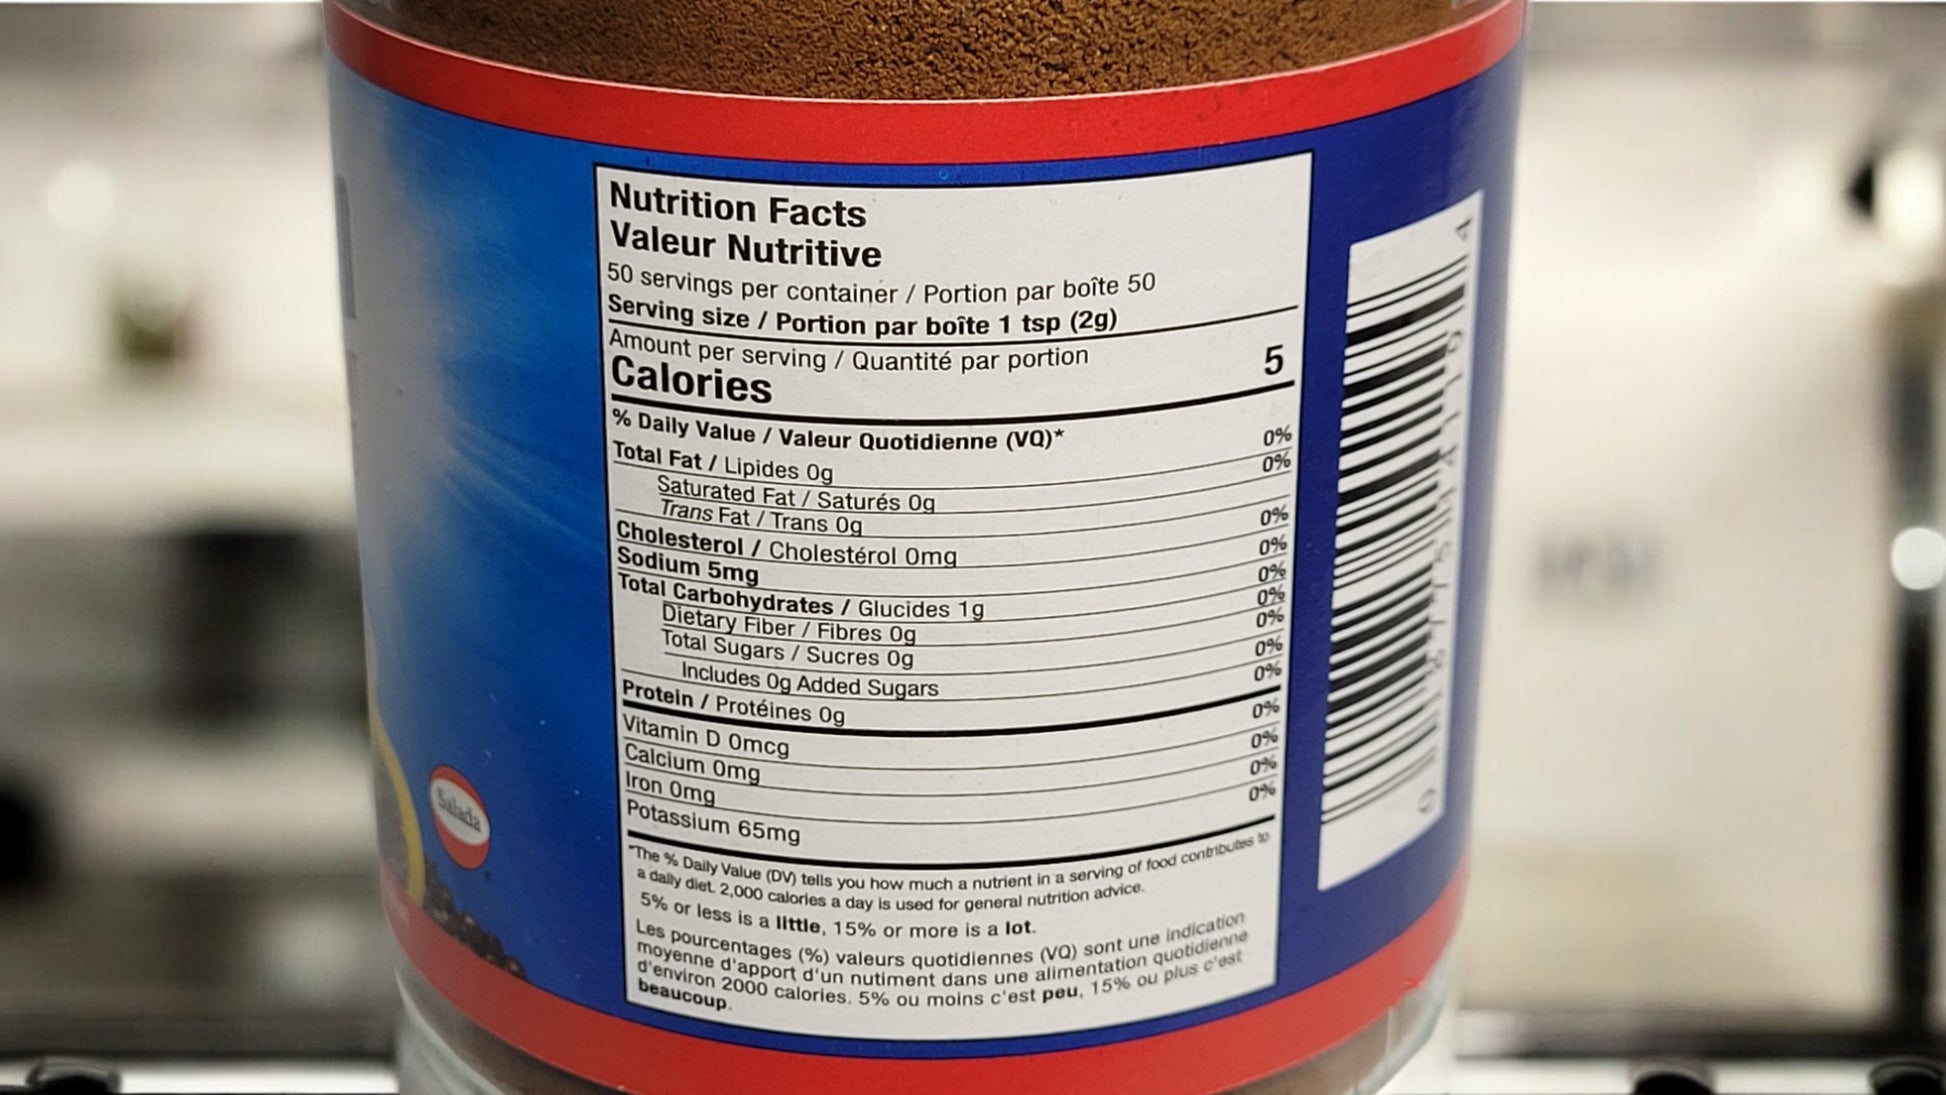 Nutrition Facts
Valeur Nutritive
50 servings per container / Portion par boîte 50
Serving size / Portion par boîte 1 tsp (2g)
Amount per serving / Quantité par portion
Calories 5
% Daily Value / Valeur Quotidienne (VQ)*
Total Fat / Lipides 0g 0%
Saturated Fat / Saturés 0g 0%
Trans Fat / Trans 0g
Cholesterol / Cholestérol 0mg 0%
Sodium 5mg 0%
Total Carbohydrates / Glucides 1g 0%
Dietary Fiber / Fibres 0g 0%
Total Sugars / Sucres 0g 0%
Includes 0g Added Sugars 0%
Protein / Protéines 0g 0%
Vitamin D 0mcg 0%
Calcium 0mg 0%
Iron 0mg 0%
Potassium 65mg 0%
*The % Daily Value (DV) tells you how much a nutrient in a serving of food contributes to
a daily diet. 2,000 calories a day is used for general nutrition advice.
5% or less is a little, 15% or more is a lot.
Les pourcentages (%) valeurs quotidiennes (VQ) sont une indication
moyenne d'apport d'un nutiment dans une alimentation quotidienne
d'environ 2000 calories. 5% ou moins c'est peu, 15% ou plus c'est
beaucoup.
Salada